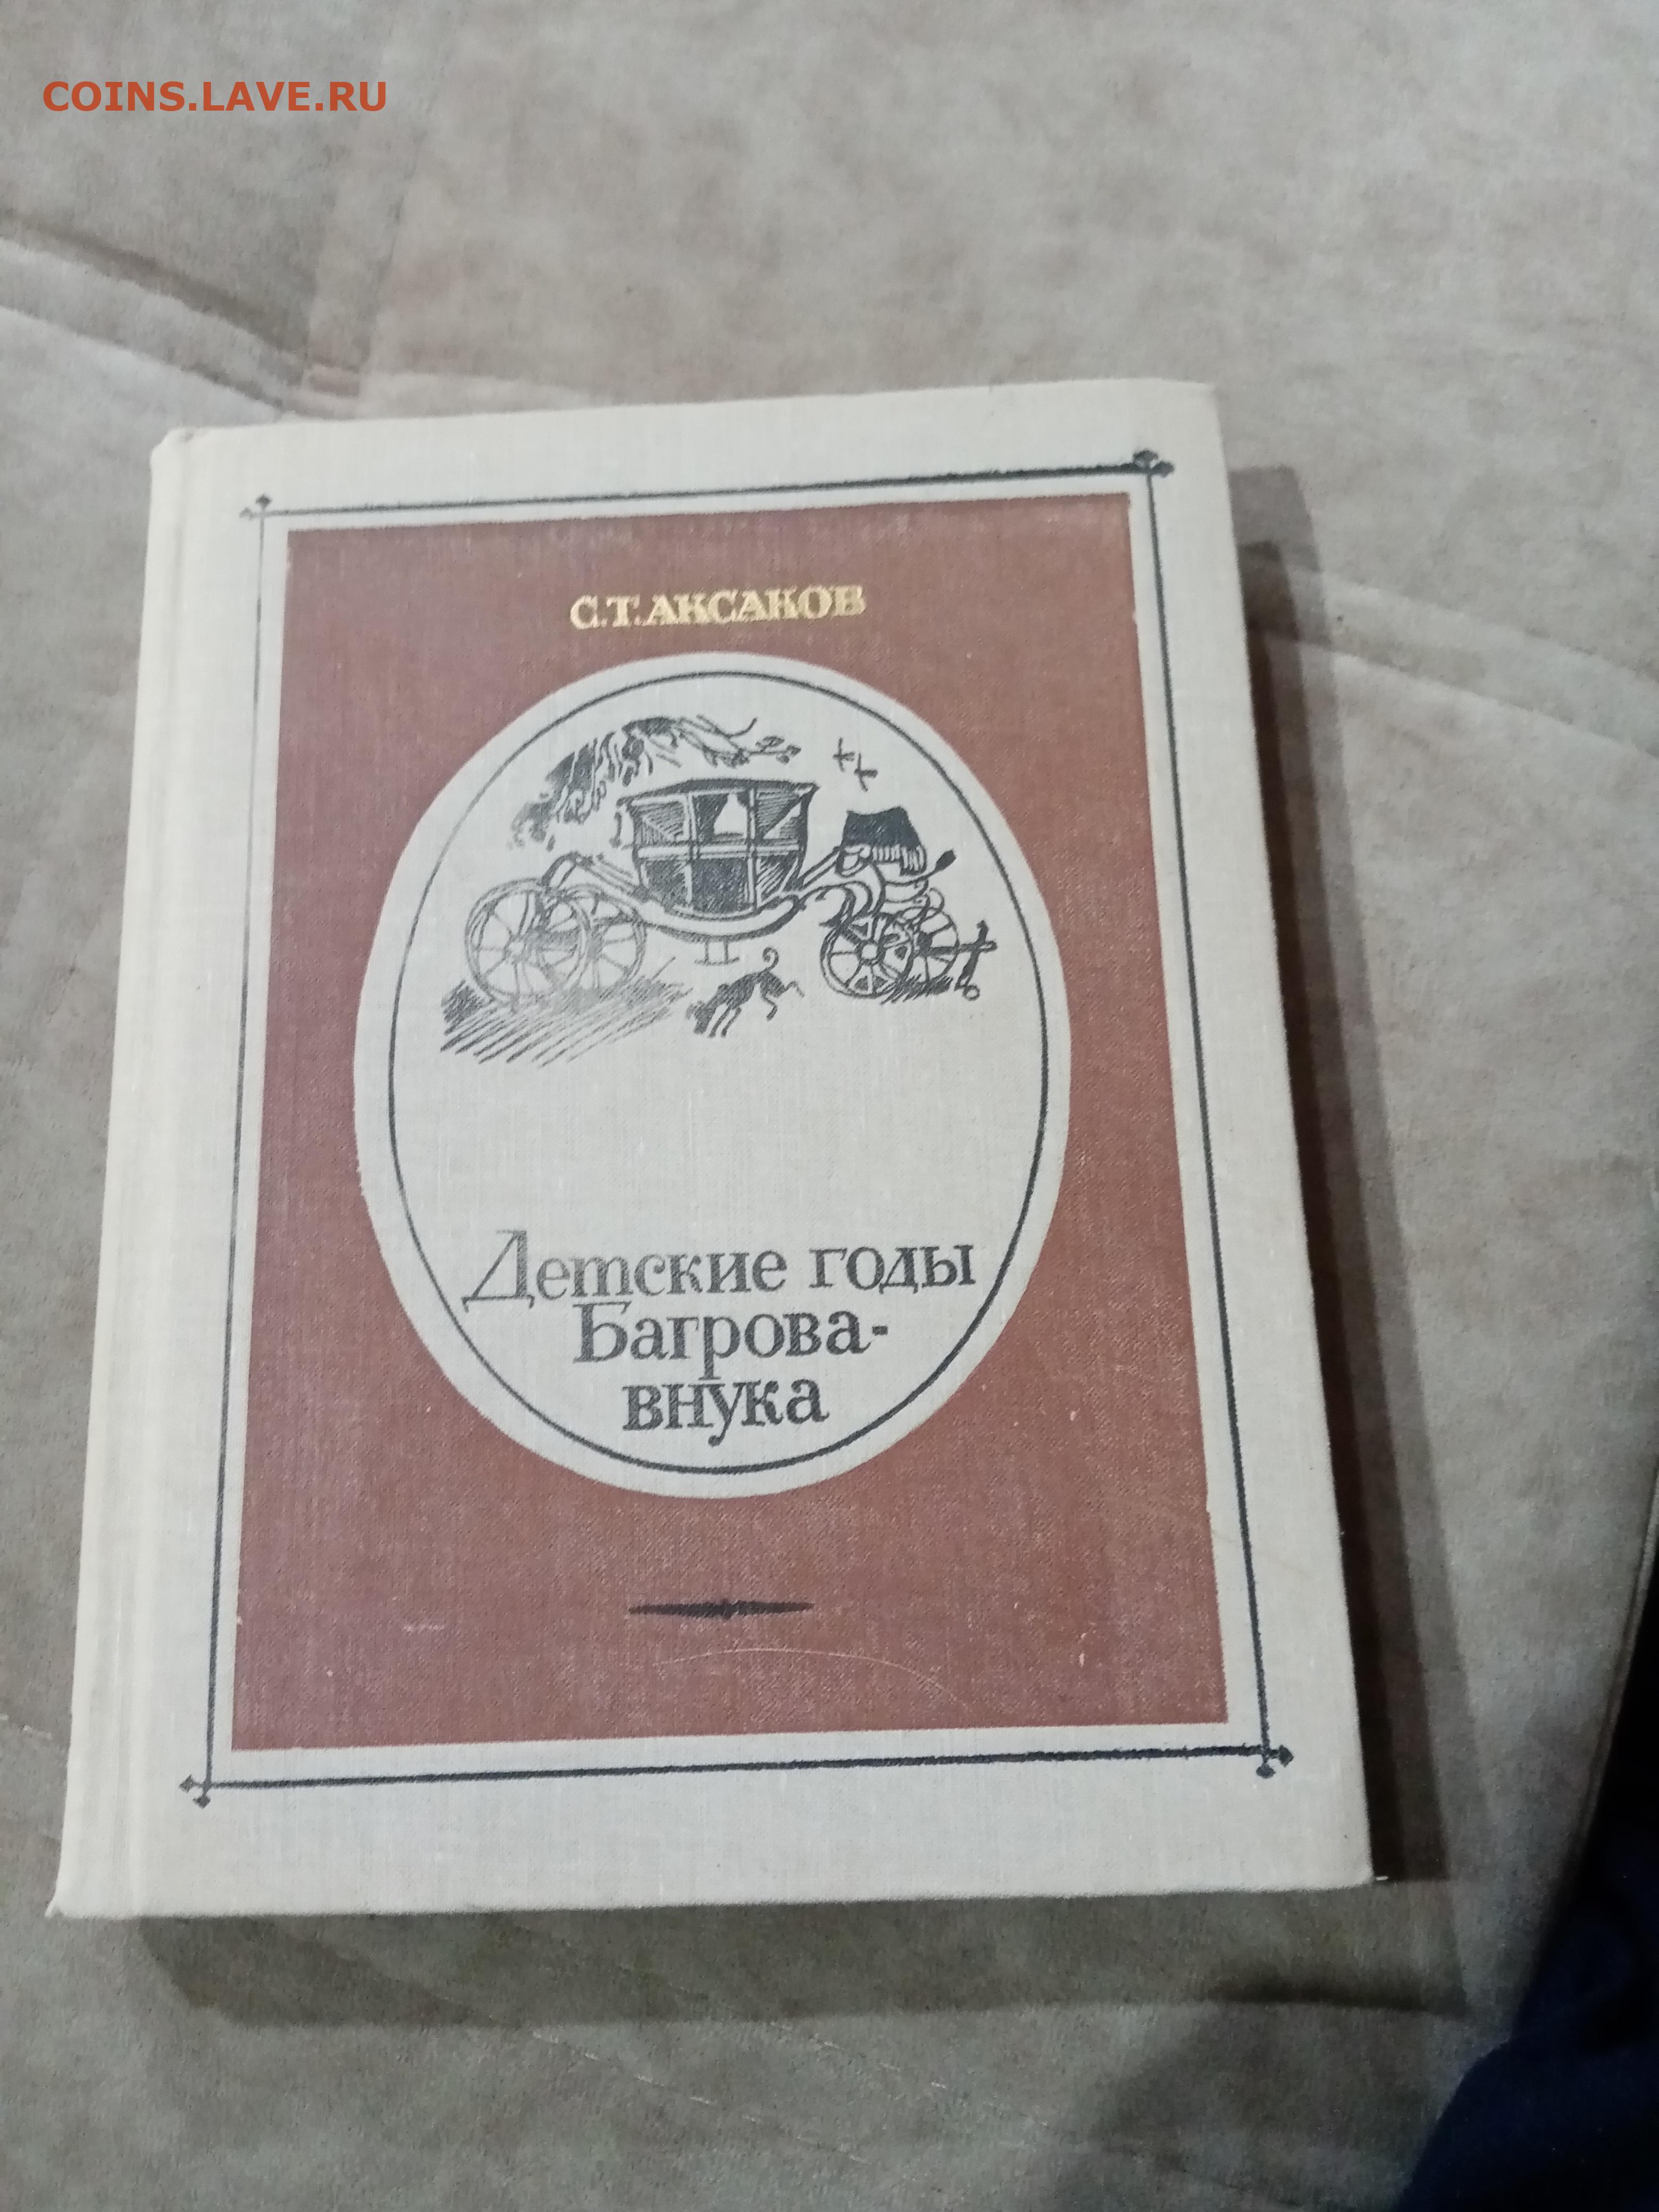 COINS.LAVE.RU
С.Т.АКСАКОВ
Детские годы
Багрова-
внука